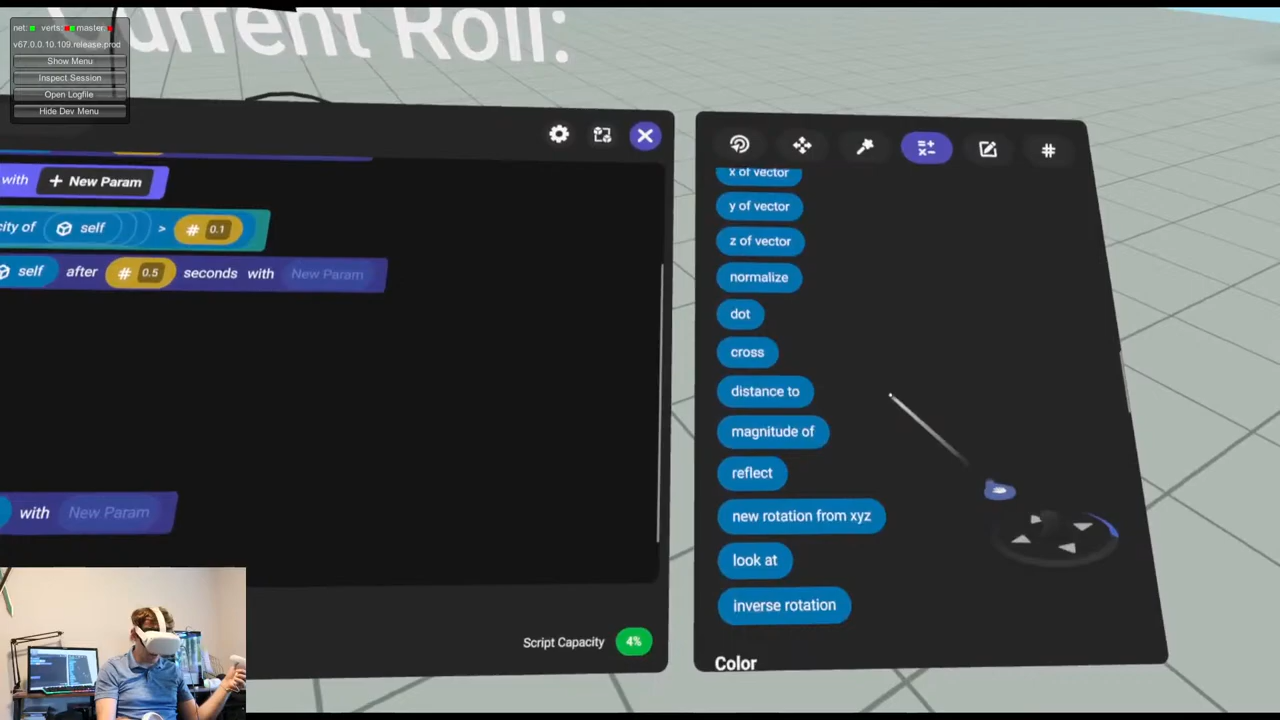 net: verts: master:
v67.0.0.10.109.release.prod
Show Menu
Inspect Session
Open Logfile
Hide Dev Menu
Current Roll:
with + New Param
city of self > # 0.1
self after # 0.5 seconds with New Param
with New Param
Script Capacity 4%
x of vector
y of vector
z of vector
normalize
dot
cross
distance to
magnitude of
reflect
new rotation from xyz
look at
inverse rotation
Color